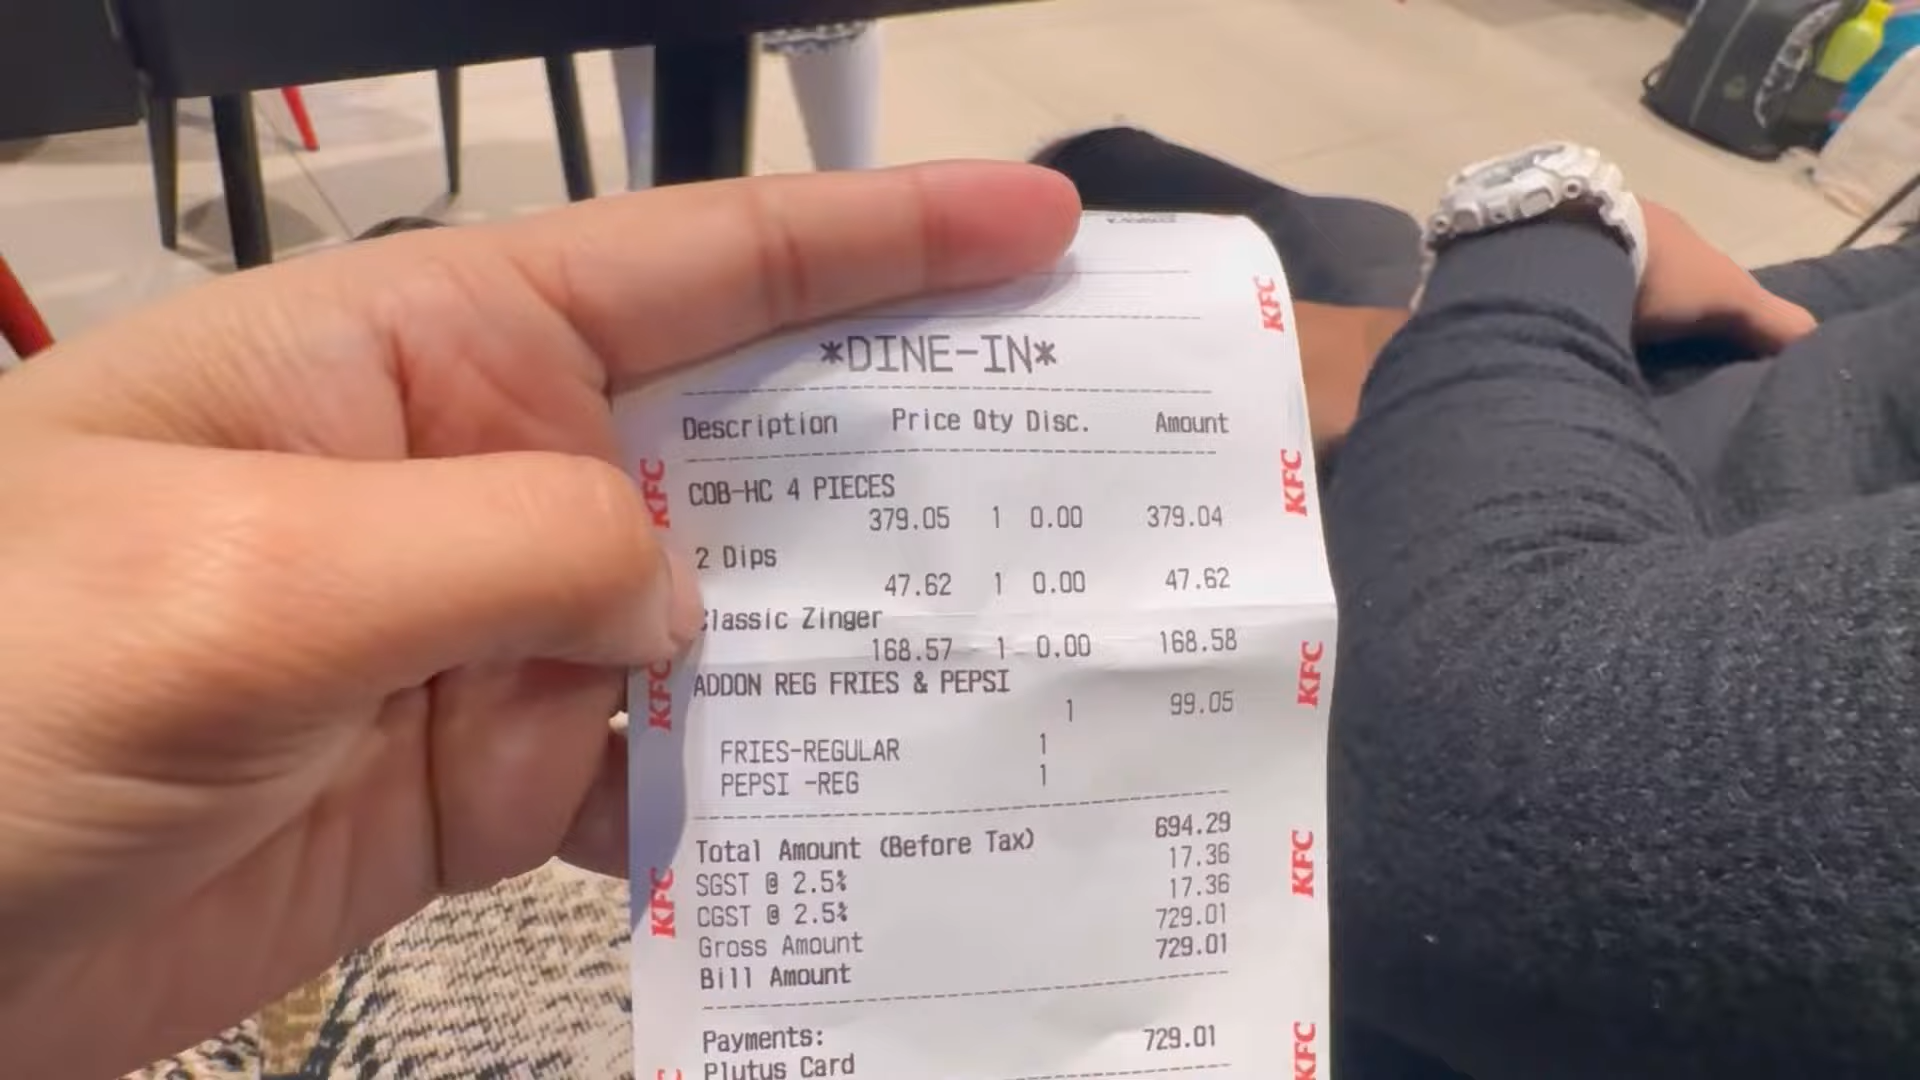 *DINE-IN*
Description Price Qty Disc. Amount
COB-HC 4 PIECES
379.05 1 0.00 379.04
2 Dips
47.62 1 0.00 47.62
Classic Zinger
168.57 1 0.00 168.58
ADDON REG FRIES & PEPSI
1 99.05
FRIES-REGULAR 1
PEPSI -REG 1
Total Amount (Before Tax) 694.29
SGST @ 2.5% 17.36
CGST @ 2.5% 17.36
Gross Amount 729.01
Bill Amount 729.01
Payments:
Plutus Card 729.01
KFC
KFC
KFC
KFC
KFC
KFC
KFC
KFC